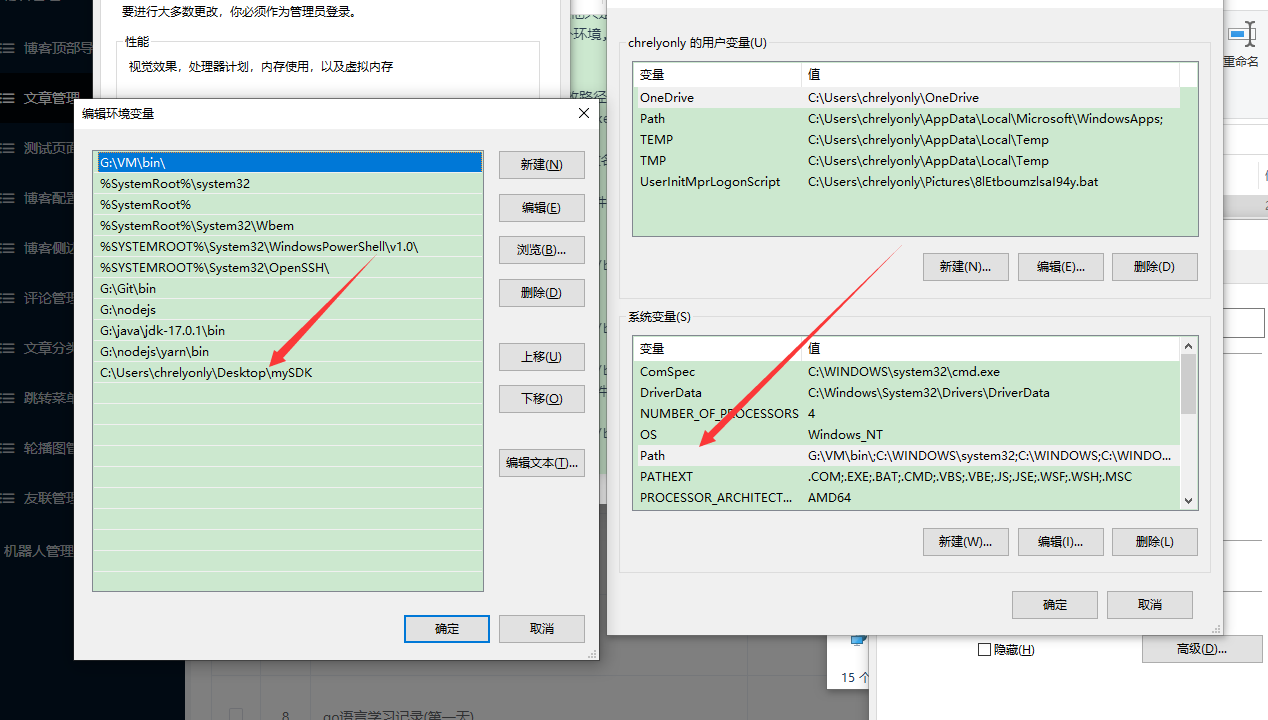 要进行大多数更改，你必须作为管理员登录。
性能
视觉效果，处理器计划，内存使用，以及虚拟内存
博客顶部导
文章管理
测试页面
博客配置
博客侧边
评论管理
文章分类
跳转菜单
轮播图管
友联管理
机器人管理
编辑环境变量
G:\VM\bin\
%SystemRoot%\system32
%SystemRoot%
%SystemRoot%\System32\Wbem
%SYSTEMROOT%\System32\WindowsPowerShell\v1.0\
%SYSTEMROOT%\System32\OpenSSH\
G:\Git\bin
G:\nodejs
G:\java\jdk-17.0.1\bin
G:\nodejs\yarn\bin
C:\Users\chrelyonly\Desktop\mySDK
新建(N)
编辑(E)
浏览(B)...
删除(D)
上移(U)
下移(O)
编辑文本(T)...
确定
取消
chrelyonly 的用户变量(U)
变量 值
OneDrive C:\Users\chrelyonly\OneDrive
Path C:\Users\chrelyonly\AppData\Local\Microsoft\WindowsApps;
TEMP C:\Users\chrelyonly\AppData\Local\Temp
TMP C:\Users\chrelyonly\AppData\Local\Temp
UserInitMprLogonScript C:\Users\chrelyonly\Pictures\8lEtboumzlsaI94y.bat
新建(N)... 编辑(E)... 删除(D)
系统变量(S)
变量 值
ComSpec C:\WINDOWS\system32\cmd.exe
DriverData C:\Windows\System32\Drivers\DriverData
NUMBER_OF_PROCESSORS 4
OS Windows_NT
Path G:\VM\bin\;C:\WINDOWS\system32;C:\WINDOWS;C:\WINDO...
PATHEXT .COM;.EXE;.BAT;.CMD;.VBS;.VBE;.JS;.JSE;.WSF;.WSH;.MSC
PROCESSOR_ARCHITECT... AMD64
新建(W)... 编辑(I)... 删除(L)
确定 取消
重命名
隐藏(H)
高级(D)...
15 个
8 go语言学习记录(第一天)